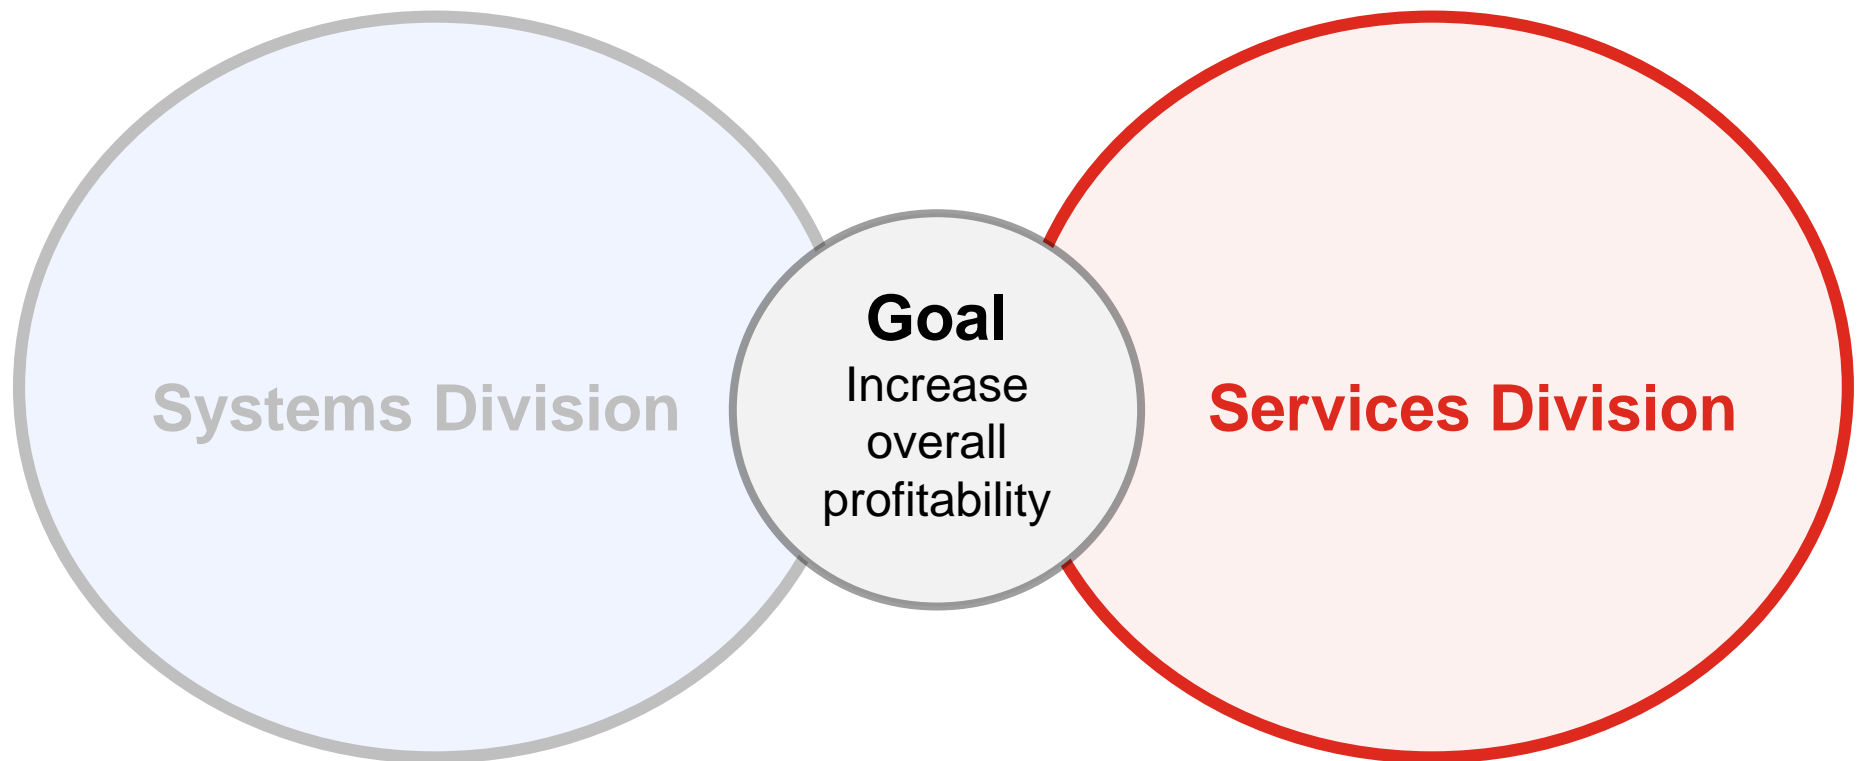 Systems Division
Goal
Increase
overall
profitability
Services Division